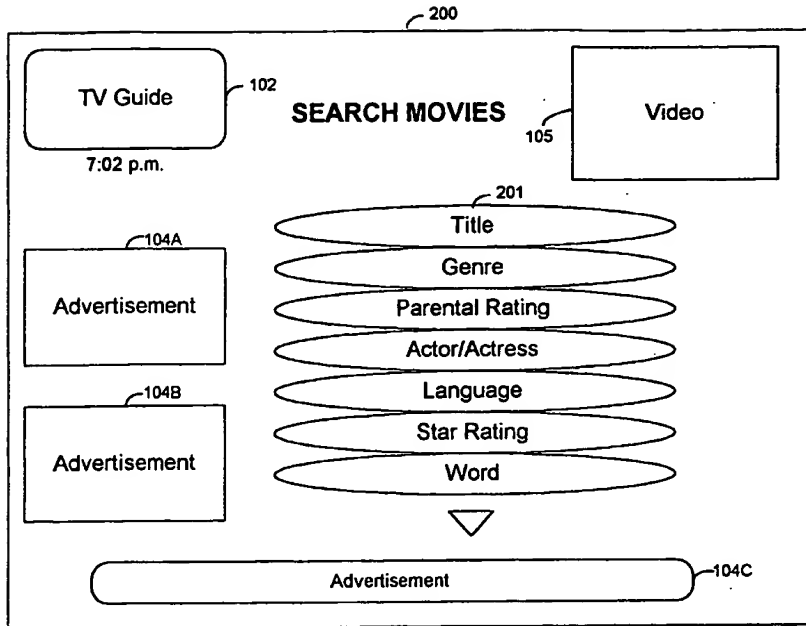 200
TV Guide
102
SEARCH MOVIES
105
Video
7:02 p.m.
201
Title
104A
Genre
Advertisement
Parental Rating
Actor/Actress
104B
Language
Advertisement
Star Rating
Word
Advertisement
104C